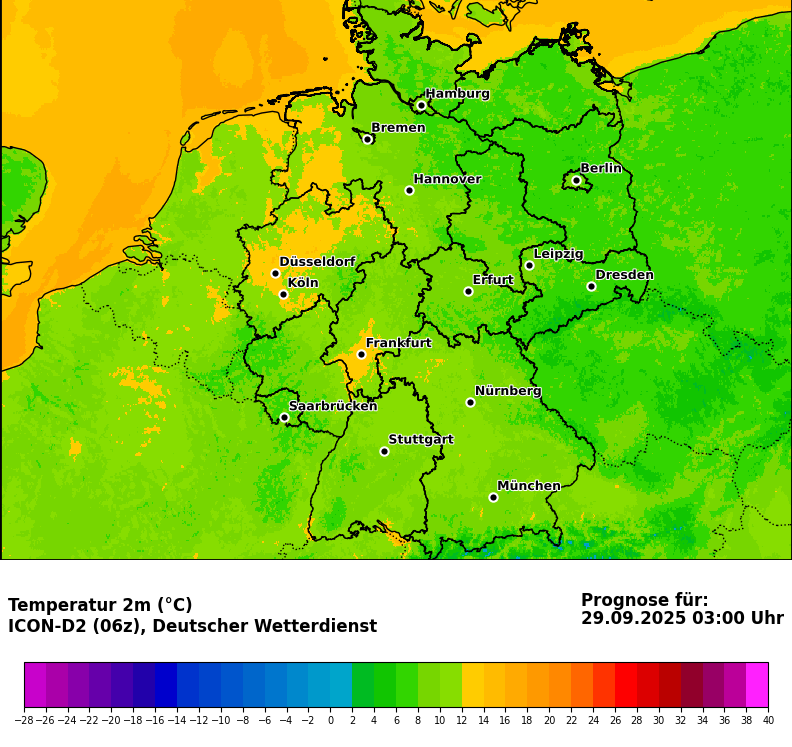 Hamburg
Bremen
Berlin
Hannover
Leipzig
Düsseldorf
Köln
Erfurt
Dresden
Frankfurt
Nürnberg
Saarbrücken
Stuttgart
München
Temperatur 2m (°C)
ICON-D2 (06z), Deutscher Wetterdienst
Prognose für:
29.09.2025 03:00 Uhr
−28 −26 −24 −22 −20 −18 −16 −14 −12 −10 −8 −6 −4 −2 0 2 4 6 8 10 12 14 16 18 20 22 24 26 28 30 32 34 36 38 40